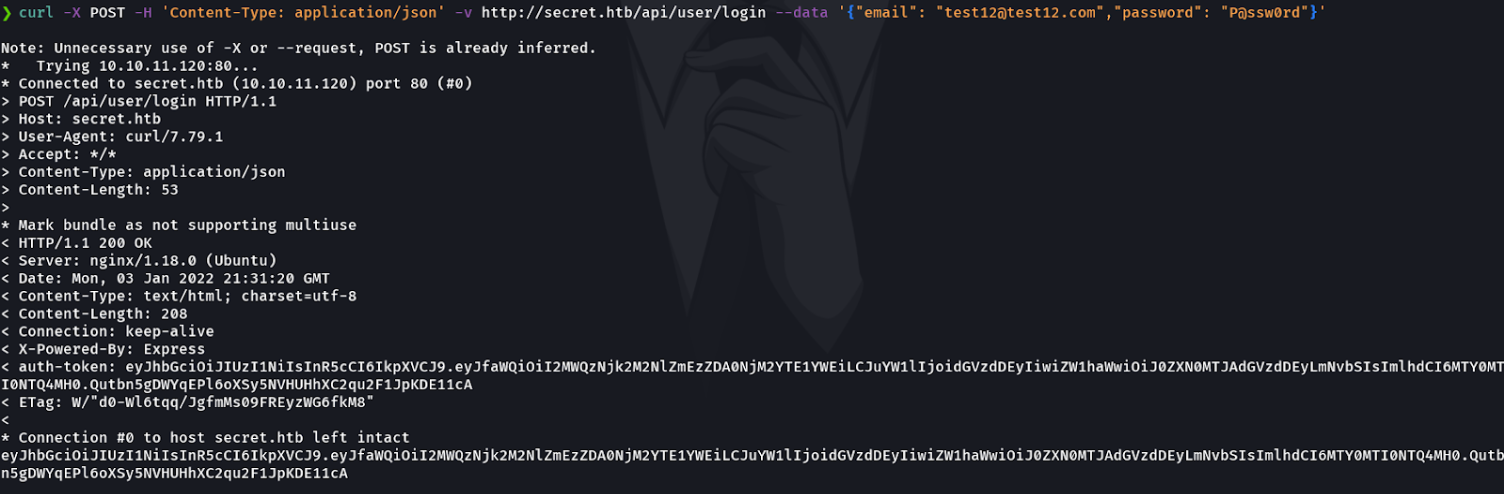 ❯ curl -X POST -H 'Content-Type: application/json' -v http://secret.htb/api/user/login --data '{"email": "test12@test12.com","password": "P@ssw0rd"}'
Note: Unnecessary use of -X or --request, POST is already inferred.
*   Trying 10.10.11.120:80...
* Connected to secret.htb (10.10.11.120) port 80 (#0)
> POST /api/user/login HTTP/1.1
> Host: secret.htb
> User-Agent: curl/7.79.1
> Accept: */*
> Content-Type: application/json
> Content-Length: 53
>
* Mark bundle as not supporting multiuse
< HTTP/1.1 200 OK
< Server: nginx/1.18.0 (Ubuntu)
< Date: Mon, 03 Jan 2022 21:31:20 GMT
< Content-Type: text/html; charset=utf-8
< Content-Length: 208
< Connection: keep-alive
< X-Powered-By: Express
< auth-token: eyJhbGciOiJIUzI1NiIsInR5cCI6IkpXVCJ9.eyJfaWQiOiI2MWQzNjk2M2NlZmEzZDA0NjM2YTE1YWEiLCJuYW1lIjoidGVzdDEyIiwiZW1haWwiOiJ0ZXN0MTJAdGVzdDEyLmNvbSIsImlhdCI6MTY0MT
I0NTQ4MH0.Qutbn5gDWYqEPl6oXSy5NVHUHhXC2qu2F1JpKDE11cA
< ETag: W/"d0-Wl6tqq/JgfmMs09FREyzWG6fkM8"
<
* Connection #0 to host secret.htb left intact
eyJhbGciOiJIUzI1NiIsInR5cCI6IkpXVCJ9.eyJfaWQiOiI2MWQzNjk2M2NlZmEzZDA0NjM2YTE1YWEiLCJuYW1lIjoidGVzdDEyIiwiZW1haWwiOiJ0ZXN0MTJAdGVzdDEyLmNvbSIsImlhdCI6MTY0MTI0NTQ4MH0.Qutb
n5gDWYqEPl6oXSy5NVHUHhXC2qu2F1JpKDE11cA